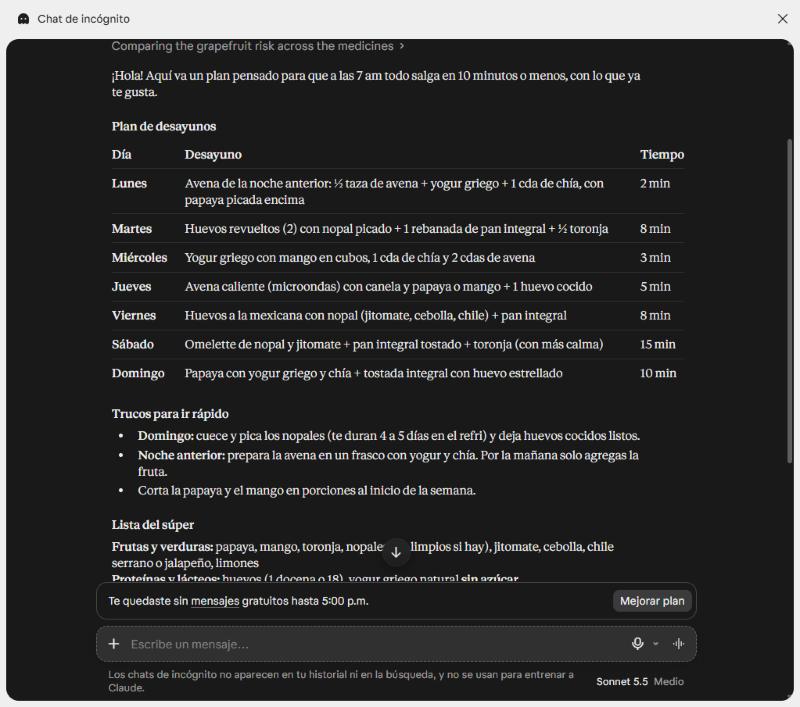 Chat de incógnito
Comparing the grapefruit risk across the medicines
¡Hola! Aquí va un plan pensado para que a las 7 am todo salga en 10 minutos o menos, con lo que ya
te gusta.
Plan de desayunos
Día Desayuno Tiempo
Lunes Avena de la noche anterior: ½ taza de avena + yogur griego + 1 cda de chía, con 2 min
papaya picada encima
Martes Huevos revueltos (2) con nopal picado + 1 rebanada de pan integral + ½ toronja 8 min
Miércoles Yogur griego con mango en cubos, 1 cda de chía y 2 cdas de avena 3 min
Jueves Avena caliente (microondas) con canela y papaya o mango + 1 huevo cocido 5 min
Viernes Huevos a la mexicana con nopal (jitomate, cebolla, chile) + pan integral 8 min
Sábado Omelette de nopal y jitomate + pan integral tostado + toronja (con más calma) 15 min
Domingo Papaya con yogur griego y chía + tostada integral con huevo estrellado 10 min
Trucos para ir rápido
• Domingo: cuece y pica los nopales (te duran 4 a 5 días en el refri) y deja huevos cocidos listos.
• Noche anterior: prepara la avena en un frasco con yogur y chía. Por la mañana solo agregas la
fruta.
• Corta la papaya y el mango en porciones al inicio de la semana.
Lista del súper
Frutas y verduras: papaya, mango, toronja, limpios si hay), jitomate, cebolla, chile
serrano o jalapeño, limones
Proteínas y lácteos: huevos (1 docena o 18), yogur griego natural sin azúcar
Te quedaste sin mensajes gratuitos hasta 5:00 p.m.
Mejorar plan
Escribe un mensaje...
Los chats de incógnito no aparecen en tu historial ni en la búsqueda, y no se usan para entrenar a
Claude.
Sonnet 5.5 Medio